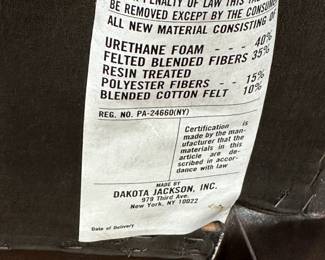 PENALTY OF LAW THIS
BE REMOVED EXCEPT BY THE CONSUMER
ALL NEW MATERIAL CONSISTING OF
URETHANE FOAM - - - 40%
FELTED BLENDED FIBERS 35%
RESIN TREATED
POLYESTER FIBERS - - 15%
BLENDED COTTON FELT 10%
REG. NO. PA-24660(NY)
Certification is
made by the man-
ufacturer that the
materials in this
article are de-
scribed in accor-
dance with law
MADE BY
DAKOTA JACKSON, INC.
979 Third Ave.
New York, NY 10022
Date of Delivery